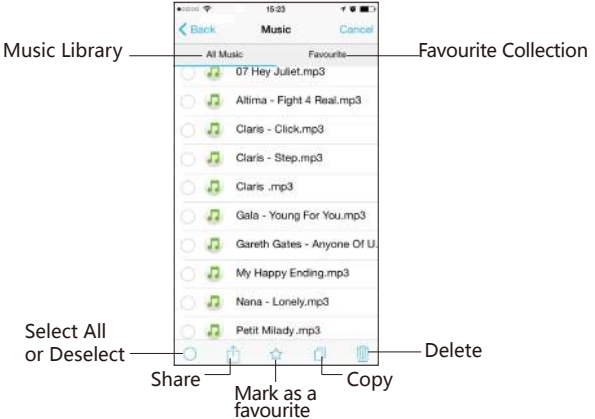 15:23
Back Music Cancel
Music Library
All Music Favourite
Favourite Collection
07 Hey Juliet.mp3
Altima - Fight 4 Real.mp3
Claris - Click.mp3
Claris - Step.mp3
Claris .mp3
Gala - Young For You.mp3
Gareth Gates - Anyone Of U.
My Happy Ending.mp3
Nana - Lonely.mp3
Petit Milady.mp3
Select All
or Deselect
Share
Mark as a
favourite
Copy
Delete